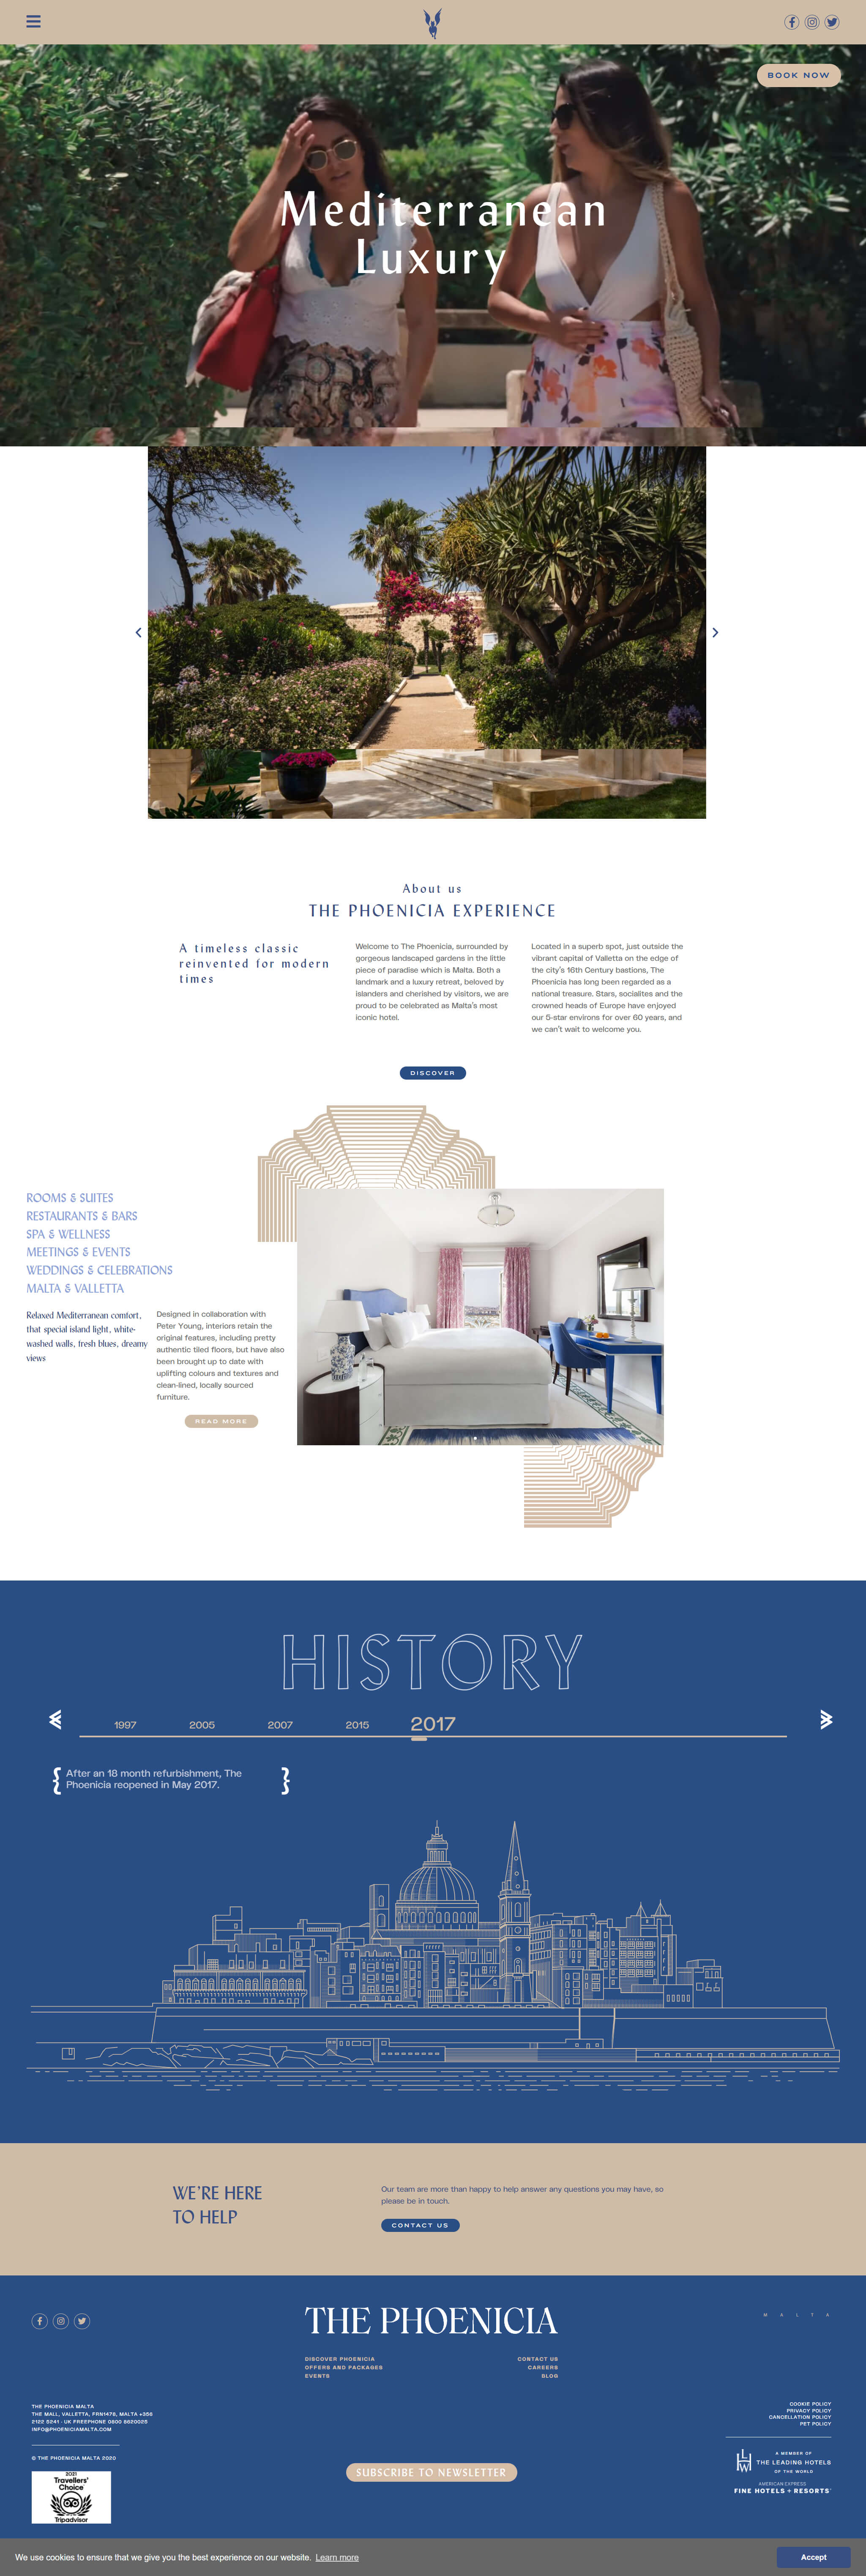 BOOK NOW
Mediterranean
Luxury
About us
THE PHOENICIA EXPERIENCE
A timeless classic
reinvented for modern
times
Welcome to The Phoenicia, surrounded by
gorgeous landscaped gardens in the little
piece of paradise which is Malta. Both a
landmark and a luxury retreat, beloved by
islanders and cherished by visitors, we are
proud to be celebrated as Malta's most
iconic hotel.
Located in a superb spot, just outside the
vibrant capital of Valletta on the edge of
the city's 16th Century bastions, The
Phoenicia has long been regarded as a
national treasure. Stars, socialites and the
crowned heads of Europe have enjoyed
our 5-star environs for over 60 years, and
we can't wait to welcome you.
DISCOVER
ROOMS & SUITES
RESTAURANTS & BARS
SPA & WELLNESS
MEETINGS & EVENTS
WEDDINGS & CELEBRATIONS
MALTA & VALLETTA
Relaxed Mediterranean comfort,
that special island light, white-
washed walls, fresh blues, dreamy
views
Designed in collaboration with
Peter Young, interiors retain the
original features, including pretty
authentic tiled floors, but have also
been brought up to date with
uplifting colours and textures and
clean-lined, locally sourced
furniture.
READ MORE
HISTORY
1997
2005
2007
2015
2017
{ After an 18 month refurbishment, The
Phoenicia reopened in May 2017. }
WE'RE HERE
TO HELP
Our team are more than happy to help answer any questions you may have, so
please be in touch.
CONTACT US
THE PHOENICIA
M A L T A
DISCOVER PHOENICIA
OFFERS AND PACKAGES
EVENTS
CONTACT US
CAREERS
BLOG
THE PHOENICIA MALTA
THE MALL, VALLETTA, FRN1478, MALTA +356
2122 5241 · UK FREEPHONE 0800 8620025
INFO@PHOENICIAMALTA.COM
© THE PHOENICIA MALTA 2020
2021
Travellers'
Choice
Tripadvisor
SUBSCRIBE TO NEWSLETTER
COOKIE POLICY
PRIVACY POLICY
CANCELLATION POLICY
PET POLICY
LHW
A MEMBER OF
THE LEADING HOTELS
OF THE WORLD
AMERICAN EXPRESS
FINE HOTELS + RESORTS
We use cookies to ensure that we give you the best experience on our website. Learn more
Accept